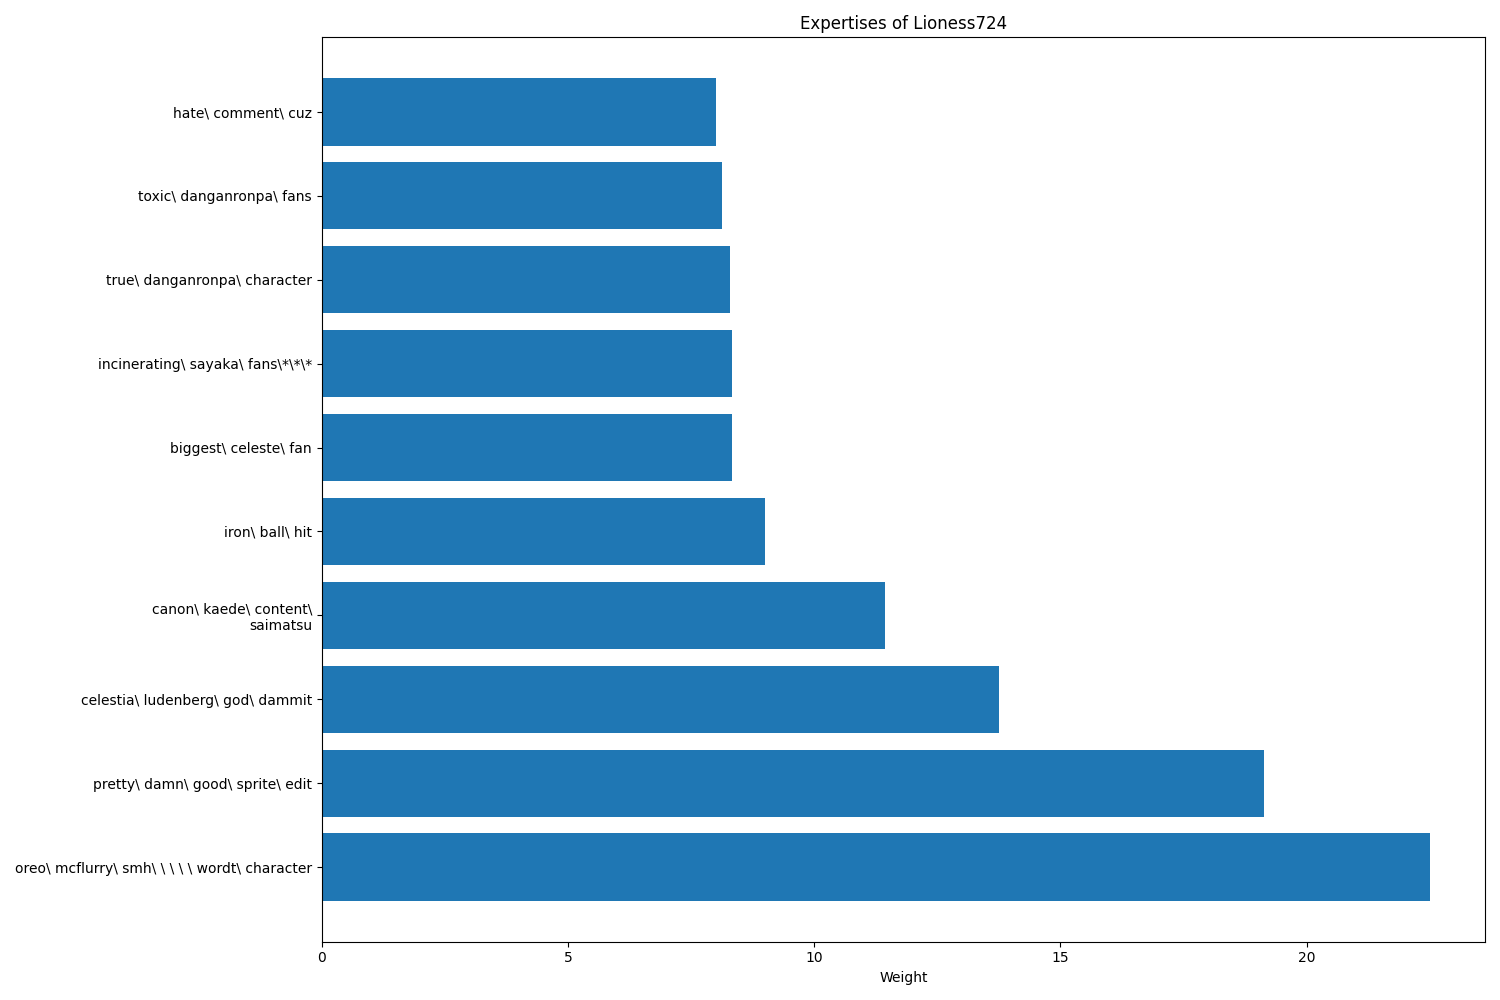 Expertises of Lioness724
hate\ comment\ cuz
toxic\ danganronpa\ fans
true\ danganronpa\ character
incinerating\ sayaka\ fans\*\*\*
biggest\ celeste\ fan
iron\ ball\ hit
canon\ kaede\ content\
saimatsu
celestia\ ludenberg\ god\ dammit
pretty\ damn\ good\ sprite\ edit
oreo\ mcflurry\ smh\ \ \ \ \ \ wordt\ character
0 5 10 15 20
Weight